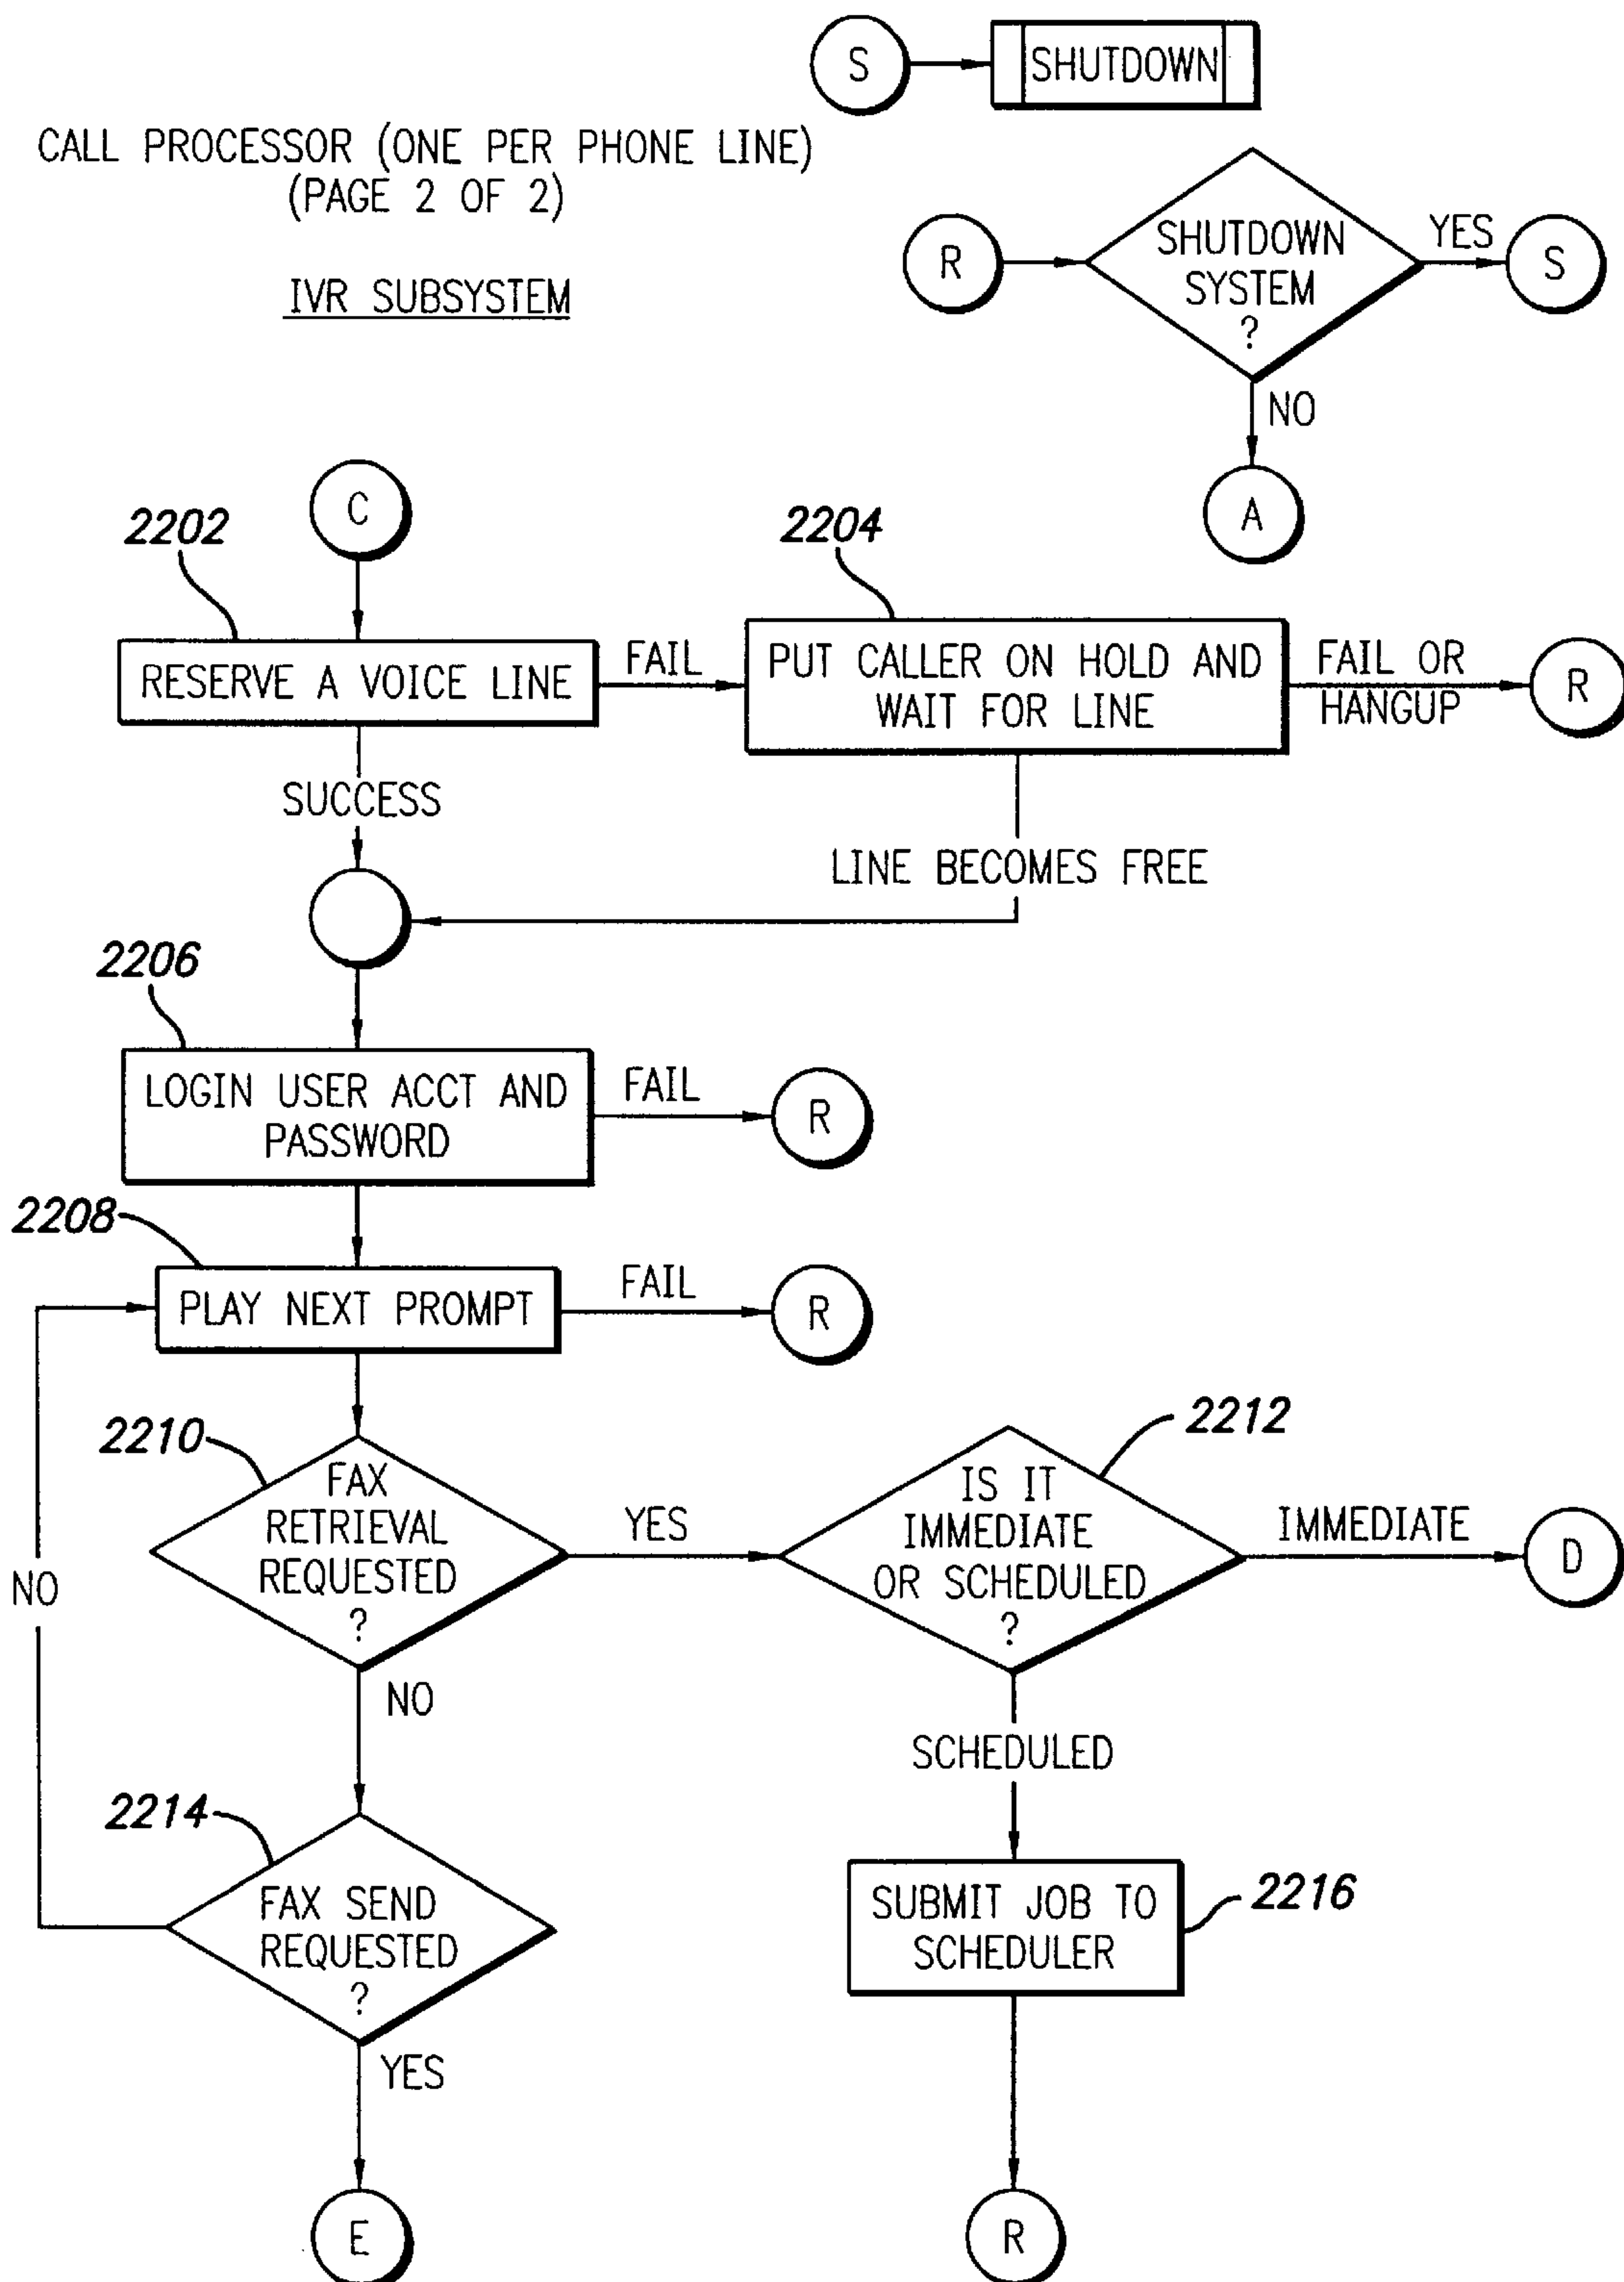 S
SHUTDOWN
CALL PROCESSOR (ONE PER PHONE LINE)
(PAGE 2 OF 2)
IVR SUBSYSTEM
R
SHUTDOWN
SYSTEM
?
YES
S
NO
A
C
2202
RESERVE A VOICE LINE
FAIL
2204
PUT CALLER ON HOLD AND
WAIT FOR LINE
FAIL OR
HANGUP
R
SUCCESS
LINE BECOMES FREE
2206
LOGIN USER ACCT AND
PASSWORD
FAIL
R
2208
PLAY NEXT PROMPT
FAIL
R
2210
FAX
RETRIEVAL
REQUESTED
?
YES
2212
IS IT
IMMEDIATE
OR SCHEDULED
?
IMMEDIATE
D
NO
NO
SCHEDULED
2214
FAX SEND
REQUESTED
?
SUBMIT JOB TO
SCHEDULER
2216
YES
E
R